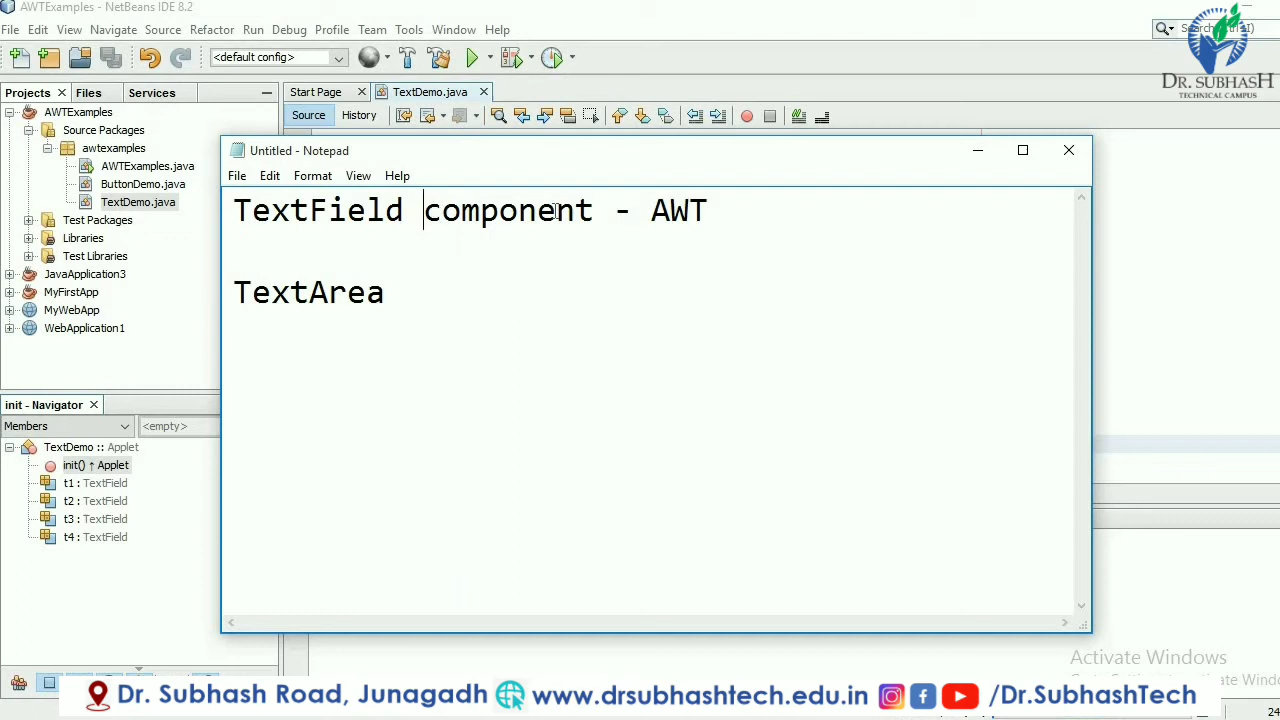 AWTExamples - NetBeans IDE 8.2
File Edit View Navigate Source Refactor Run Debug Profile Team Tools Window Help
<default config>
DR. SUBHASH
TECHNICAL CAMPUS
Projects Files Services
Start Page TextDemo.java
Source History
AWTExamples
Source Packages
awtexamples
AWTExamples.java
ButtonDemo.java
TextDemo.java
Test Packages
Libraries
Test Libraries
JavaApplication3
MyFirstApp
MyWebApp
WebApplication1
Untitled - Notepad
File Edit Format View Help
TextField component - AWT
TextArea
init - Navigator
Members <empty>
TextDemo :: Applet
init() ↑ Applet
t1 : TextField
t2 : TextField
t3 : TextField
t4 : TextField
Activate Windows
Dr. Subhash Road, Junagadh www.drsubhashtech.edu.in /Dr.SubhashTech